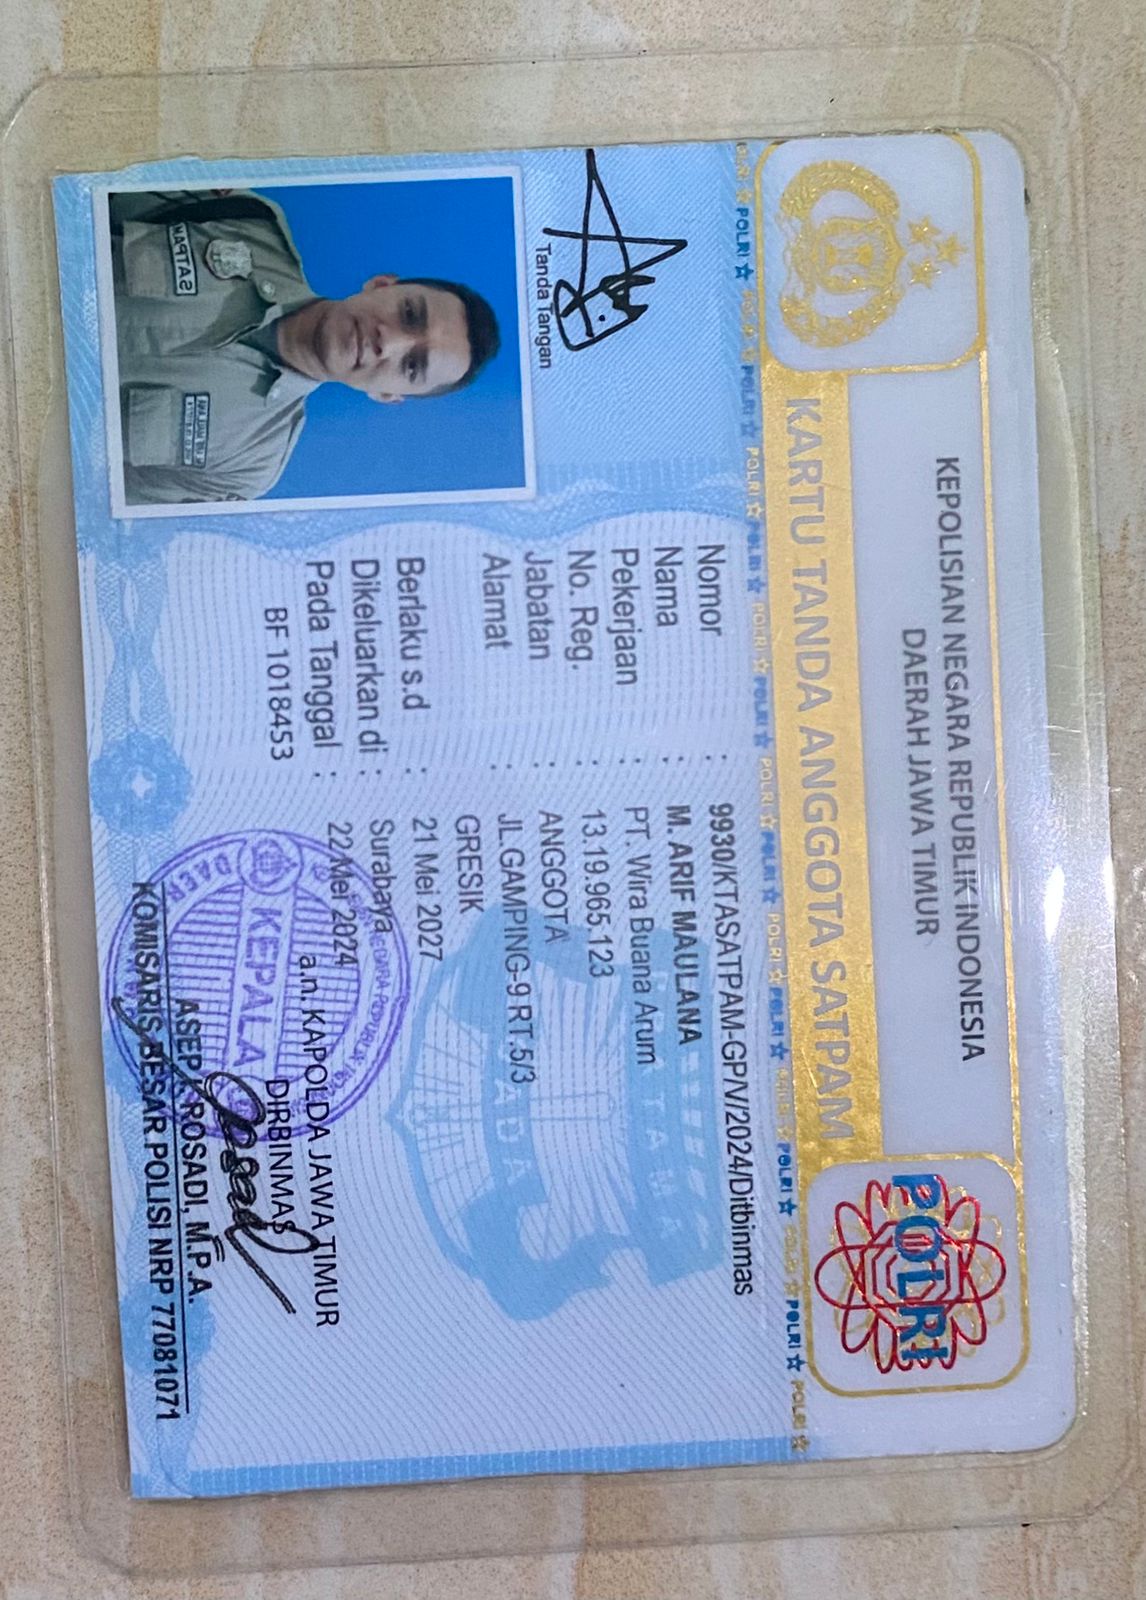 KEPOLISIAN NEGARA REPUBLIK INDONESIA
DAERAH JAWA TIMUR
KARTU TANDA ANGGOTA SATPAM
POLRI
Nomor : 9930/KTASATPAM-GP/V/2024/Ditbinmas
Nama : M. ARIF MAULANA
Pekerjaan : PT. Wira Buana Arum
No. Reg. : 13.19.965.123
Jabatan : ANGGOTA
Alamat : JL.GAMPING-9 RT.5/3
GRESIK
Berlaku s.d : 21 Mei 2027
Dikeluarkan di : Surabaya
Pada Tanggal : 22 Mei 2024
BF 1018453
Tanda Tangan
SATPAM
a.n. KAPOLDA JAWA TIMUR
DIRBINMAS
KEPALA
ROSADI, M.P.A.
KOMISARIS BESAR POLISI NRP 77081071